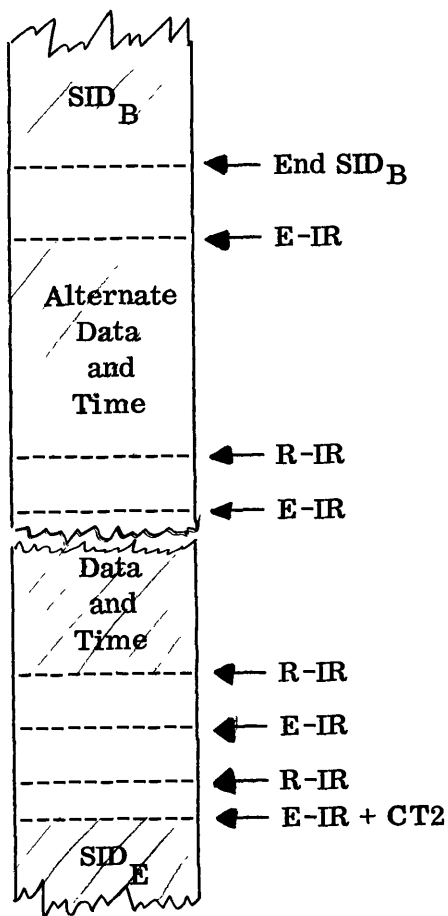 SID_B
End SID_B
E-IR
Alternate
Data
and
Time
R-IR
E-IR
Data
and
Time
R-IR
E-IR
R-IR
E-IR + CT2
SID_E